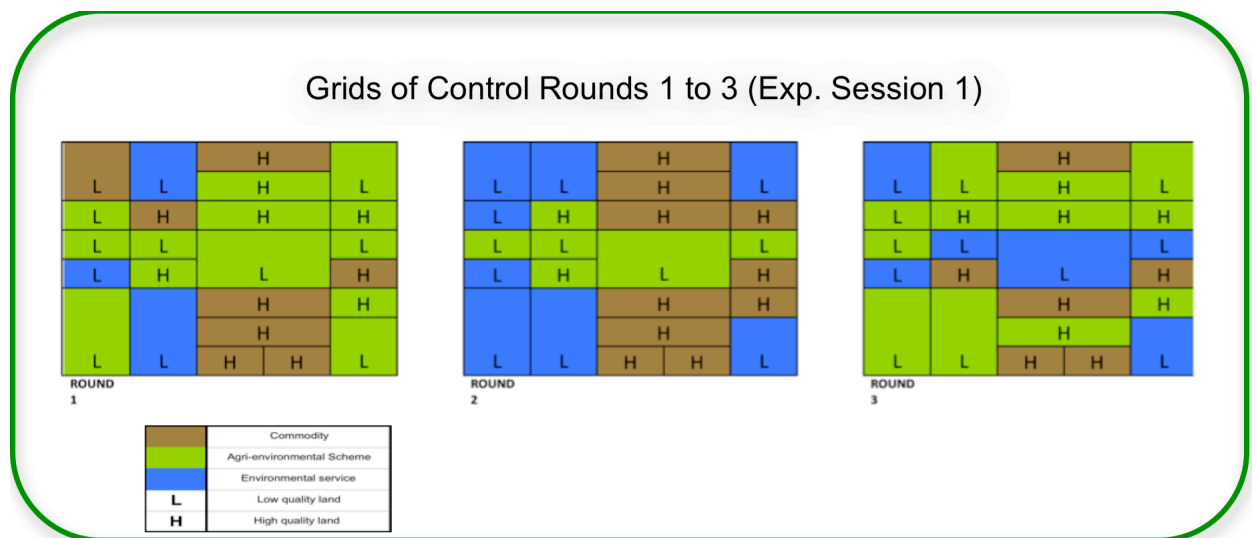 Grids of Control Rounds 1 to 3 (Exp. Session 1)
H H H
L L H L L L H L L L H L
L H H H L H H H L H H H
L L L L L L L L L
L H L H L H L H L H L H
H H H H H H
H H H
L L H H L L L H H L L L H H L
ROUND ROUND ROUND
1 2 3
Commodity
Agri-environmental Scheme
Environmental service
L Low quality land
H High quality land